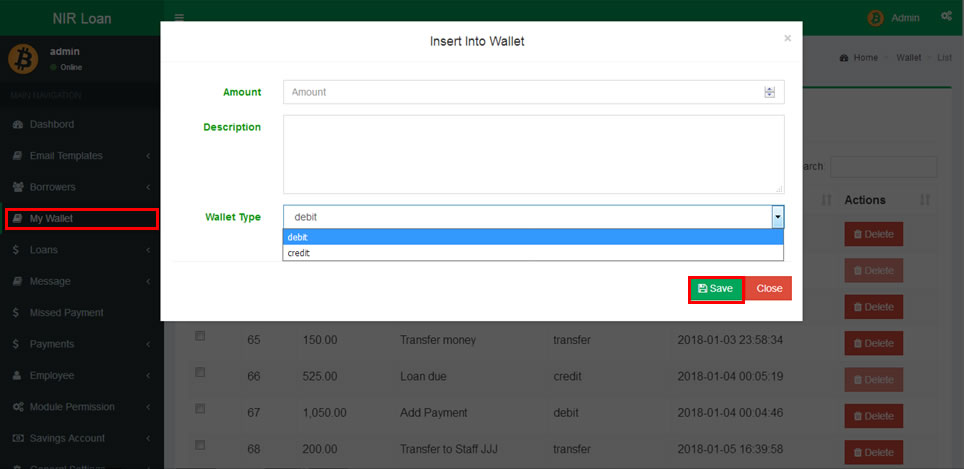 NIR Loan
Admin
admin
Online
MAIN NAVIGATION
Dashbord
Email Templates
Borrowers
My Wallet
Loans
Message
Missed Payment
Payments
Employee
Module Permission
Savings Account
General Settings
Home - Wallet - List
Insert Into Wallet
×
Amount
Amount
Description
Wallet Type
debit
debit
credit
Save
Close
arch:
Actions
Delete
Delete
Delete
65 150.00 Transfer money transfer 2018-01-03 23:58:34 Delete
66 525.00 Loan due credit 2018-01-04 00:05:19 Delete
67 1,050.00 Add Payment debit 2018-01-04 00:04:46 Delete
68 200.00 Transfer to Staff JJJ transfer 2018-01-05 16:39:58 Delete